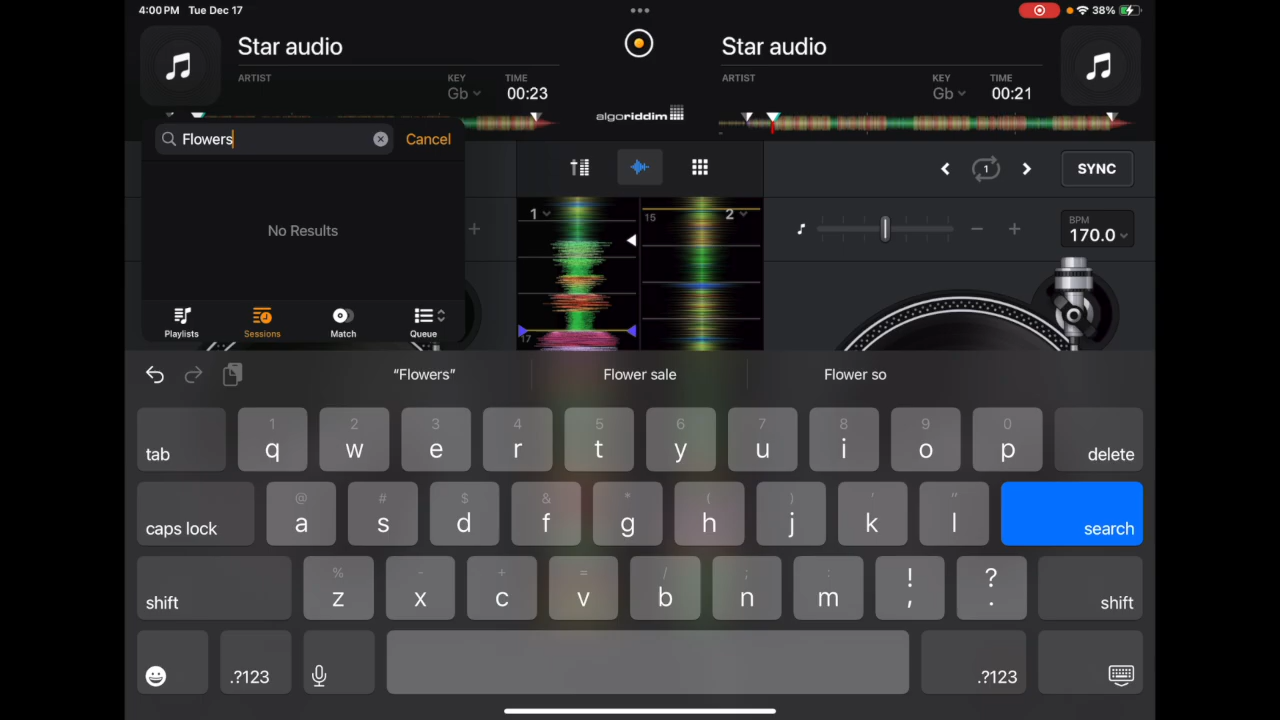 4:00 PM Tue Dec 17
38%
Star audio
ARTIST
KEY
TIME
Gb
00:23
algoriddim
Star audio
ARTIST
KEY
TIME
Gb
00:21
Flowers
Cancel
No Results
Playlists
Sessions
Match
Queue
1
2
15
17
1
SYNC
BPM
170.0
“Flowers”
Flower sale
Flower so
1 2 3 4 5 6 7 8 9 0
tab q w e r t y u i o p delete
@ # $ & * ( ) ' "
caps lock a s d f g h j k l search
% - + = / ; : ! ?
shift z x c v b n m , . shift
.?123
.?123